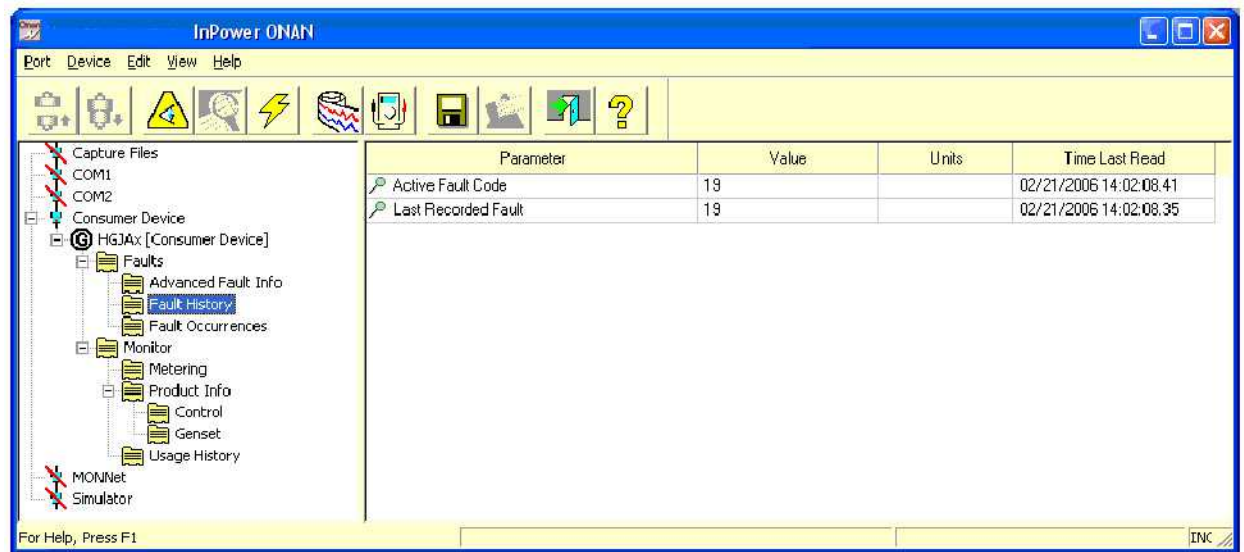 Onan
InPower ONAN
Port Device Edit View Help
Capture Files
COM1
COM2
Consumer Device
G HGJAx [Consumer Device]
Faults
Advanced Fault Info
Fault History
Fault Occurrences
Monitor
Metering
Product Info
Control
Genset
Usage History
MONNet
Simulator
Parameter Value Units Time Last Read
Active Fault Code 19 02/21/2006 14:02:08.41
Last Recorded Fault 19 02/21/2006 14:02:08.35
For Help, Press F1
INC